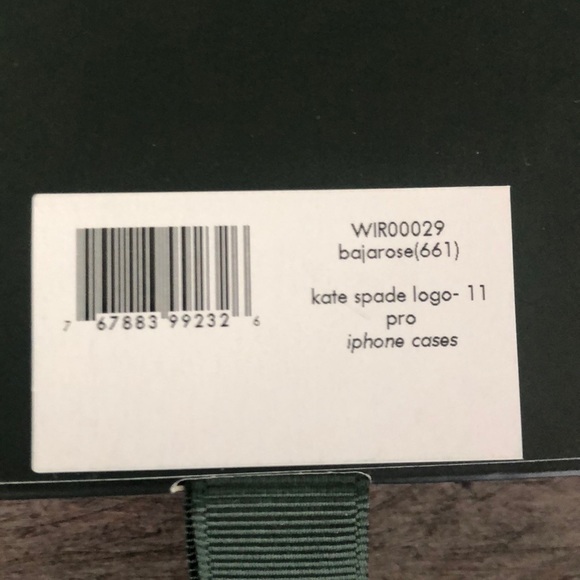 7 67883 99232 6
WIR00029
bajarose(661)
kate spade logo- 11
pro
iphone cases